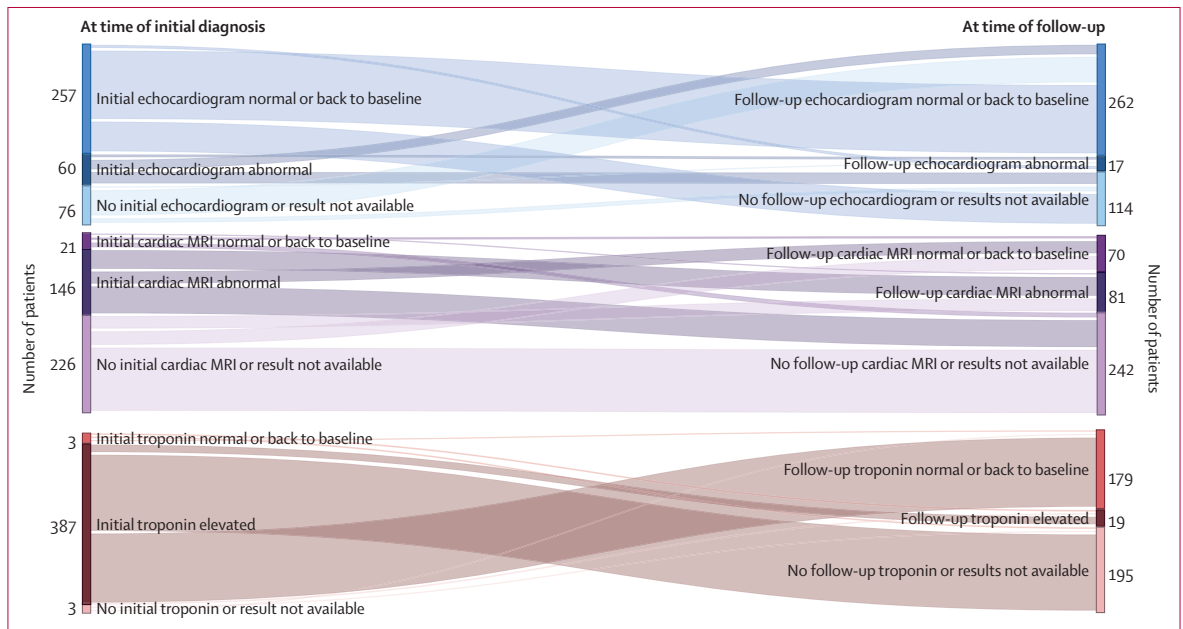 At time of initial diagnosis
At time of follow-up
257
Initial echocardiogram normal or back to baseline
Follow-up echocardiogram normal or back to baseline
262
60
Initial echocardiogram abnormal
Follow-up echocardiogram abnormal
17
76
No initial echocardiogram or result not available
No follow-up echocardiogram or results not available
114
21
Initial cardiac MRI normal or back to baseline
Follow-up cardiac MRI normal or back to baseline
70
146
Initial cardiac MRI abnormal
Follow-up cardiac MRI abnormal
81
226
No initial cardiac MRI or result not available
No follow-up cardiac MRI or results not available
242
Number of patients
Number of patients
3
Initial troponin normal or back to baseline
Follow-up troponin normal or back to baseline
179
387
Initial troponin elevated
Follow-up troponin elevated
19
3
No initial troponin or result not available
No follow-up troponin or results not available
195